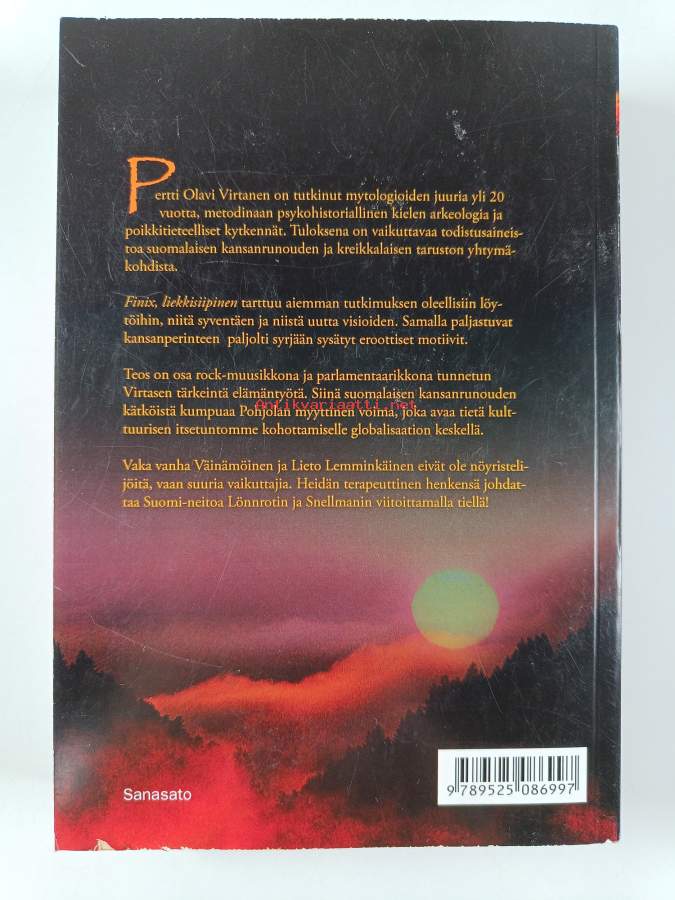 Pertti Olavi Virtanen on tutkinut mytologioiden juuria yli 20
vuotta, metodinaan psykohistoriallinen kielen arkeologia ja
poikkitieteelliset kytkennät. Tuloksena on vaikuttavaa todistusaineis-
toa suomalaisen kansanrunouden ja kreikkalaisen taruston yhtymä-
kohdista.
Finix, liekkisiipinen tarttuu aiemman tutkimuksen oleellisiin löy-
töihin, niitä syventäen ja niistä uutta visioiden. Samalla paljastuvat
kansanperinteen paljolti syrjään sysätyt eroottiset motiivit.
Teos on osa rock-muusikkona ja parlamentaarikkona tunnetun
Virtasen tärkeintä elämäntyötä. Siinä suomalaisen kansanrunouden
kätköistä kumpuaa Pohjolan myyttinen voima, joka avaa tietä kult-
tuurisen itsetuntomme kohottamiselle globalisaation keskellä.
Antikvariaatti.net
Vaka vanha Väinämöinen ja Lieto Lemminkäinen eivät ole nöyristeli-
jöitä, vaan suuria vaikuttajia. Heidän terapeuttinen henkensä johdat-
taa Suomi-neitoa Lönnrotin ja Snellmanin viitoittamalla tiellä!
Sanasato
9 789525 086997